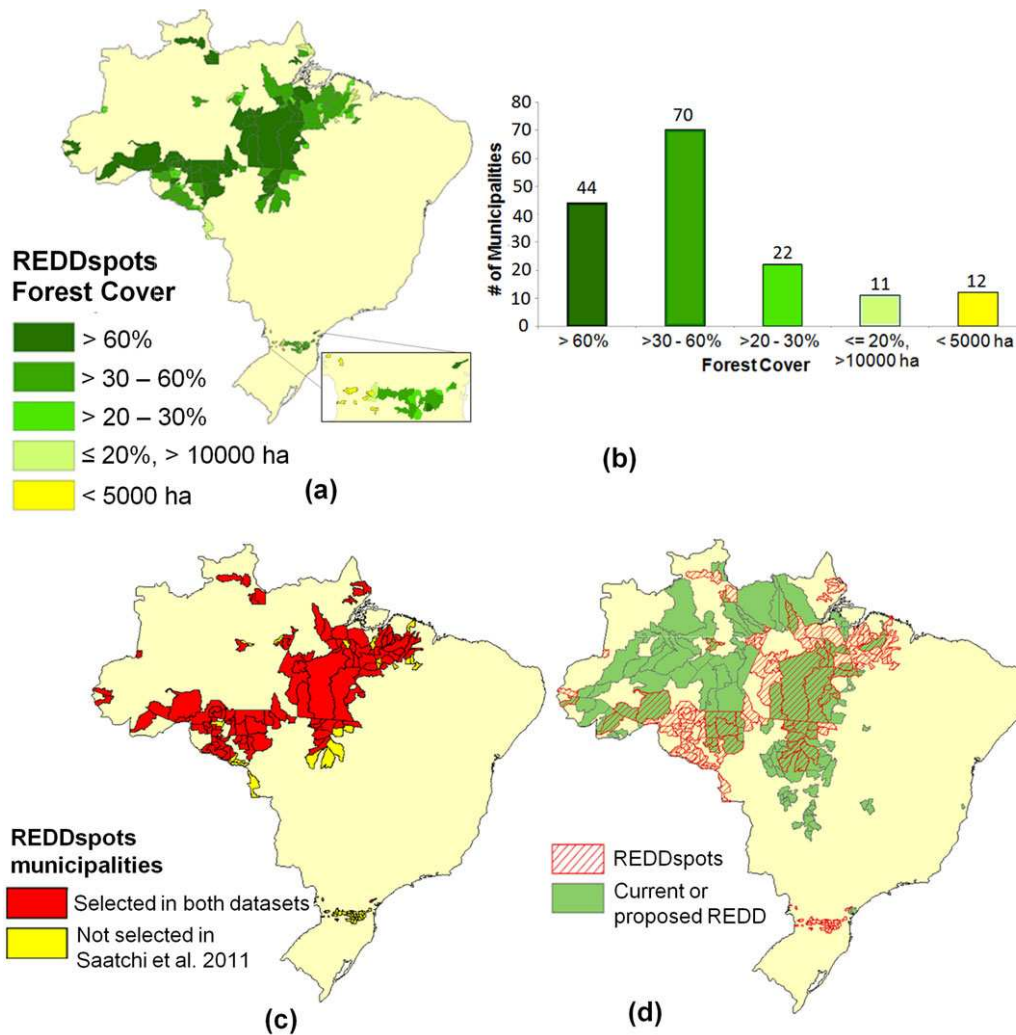 REDDspots
Forest Cover
> 60%
> 30 – 60%
> 20 – 30%
≤ 20%, > 10000 ha
< 5000 ha
(a)
# of Municipalities
80
70
60
50
40
30
20
10
0
44
70
22
11
12
> 60%
>30 - 60%
>20 - 30%
<= 20%,
>10000 ha
< 5000 ha
Forest Cover
(b)
REDDspots
municipalities
Selected in both datasets
Not selected in
Saatchi et al. 2011
(c)
REDDspots
Current or
proposed REDD
(d)